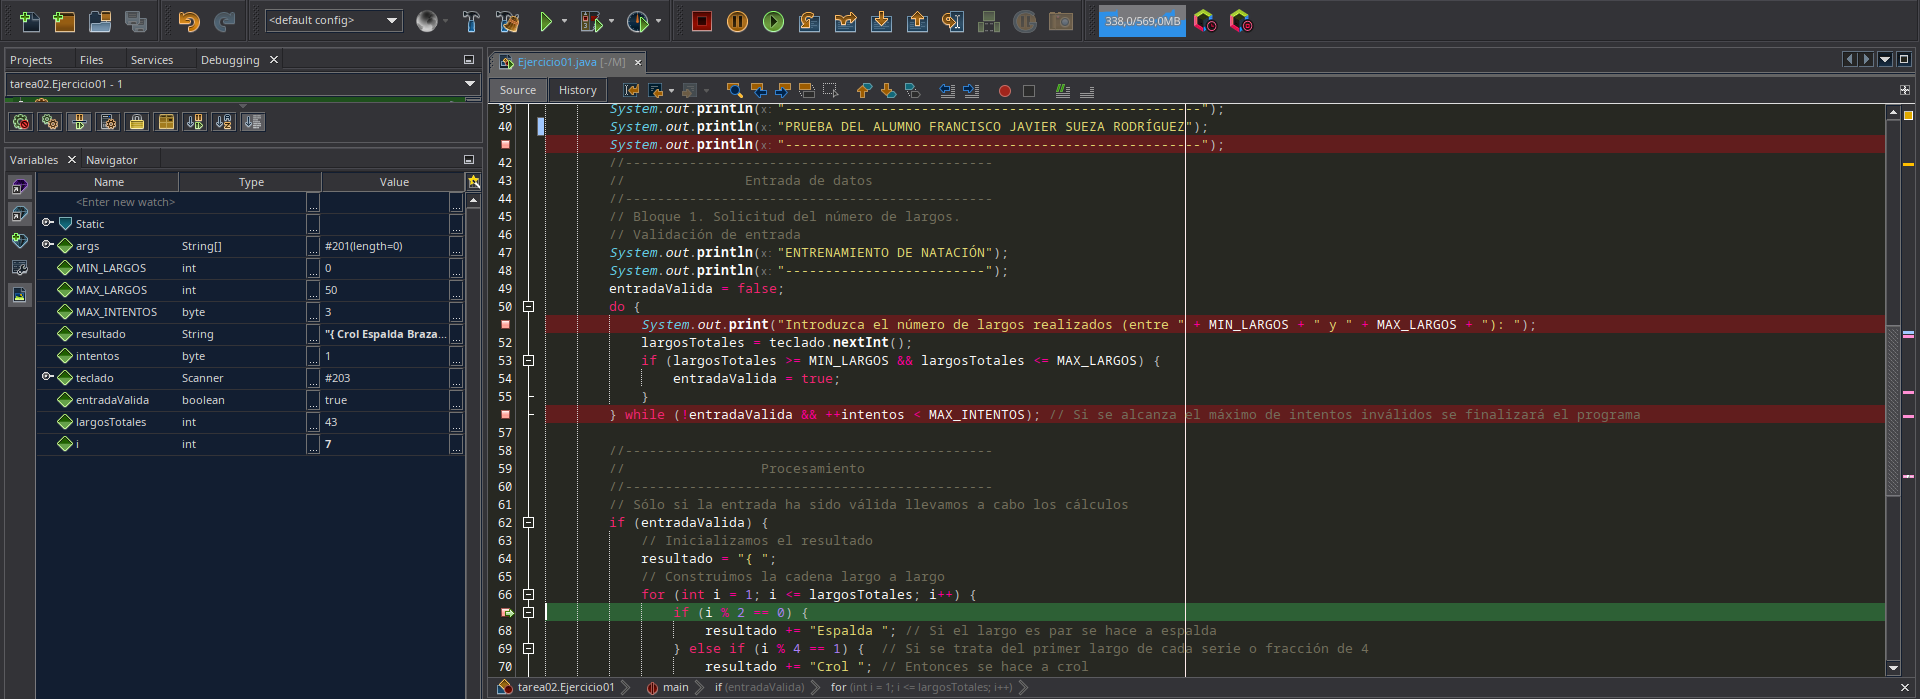 <default config>
338,0/569,0MB
Projects Files Services Debugging
tarea02.Ejercicio01 - 1
Variables Navigator
Name Type Value
<Enter new watch>
Static
args String[] #201(length=0)
MIN_LARGOS int 0
MAX_LARGOS int 50
MAX_INTENTOS byte 3
resultado String "{ Crol Espalda Braza...
intentos byte 1
teclado Scanner #203
entradaValida boolean true
largosTotales int 43
i int 7
Ejercicio01.java [-/M]
Source History
39 System.out.println(x: "----------------------------------------------------");
40 System.out.println(x: "PRUEBA DEL ALUMNO FRANCISCO JAVIER SUEZA RODRÍGUEZ");
System.out.println(x: "----------------------------------------------------");
42 //----------------------------------------------
43 // Entrada de datos
44 //----------------------------------------------
45 // Bloque 1. Solicitud del número de largos.
46 // Validación de entrada
47 System.out.println(x: "ENTRENAMIENTO DE NATACIÓN");
48 System.out.println(x: "-------------------------");
49 entradaValida = false;
50 do {
System.out.print("Introduzca el número de largos realizados (entre " + MIN_LARGOS + " y " + MAX_LARGOS + "): ");
52 largosTotales = teclado.nextInt();
53 if (largosTotales >= MIN_LARGOS && largosTotales <= MAX_LARGOS) {
54 entradaValida = true;
55 }
} while (!entradaValida && ++intentos < MAX_INTENTOS); // Si se alcanza el máximo de intentos inválidos se finalizará el programa
57
58 //----------------------------------------------
59 // Procesamiento
60 //----------------------------------------------
61 // Sólo si la entrada ha sido válida llevamos a cabo los cálculos
62 if (entradaValida) {
63 // Inicializamos el resultado
64 resultado = "{ ";
65 // Construimos la cadena largo a largo
66 for (int i = 1; i <= largosTotales; i++) {
if (i % 2 == 0) {
68 resultado += "Espalda "; // Si el largo es par se hace a espalda
69 } else if (i % 4 == 1) { // Si se trata del primer largo de cada serie o fracción de 4
70 resultado += "Crol "; // Entonces se hace a crol
tarea02.Ejercicio01 main if (entradaValida) for (int i = 1; i <= largosTotales; i++)